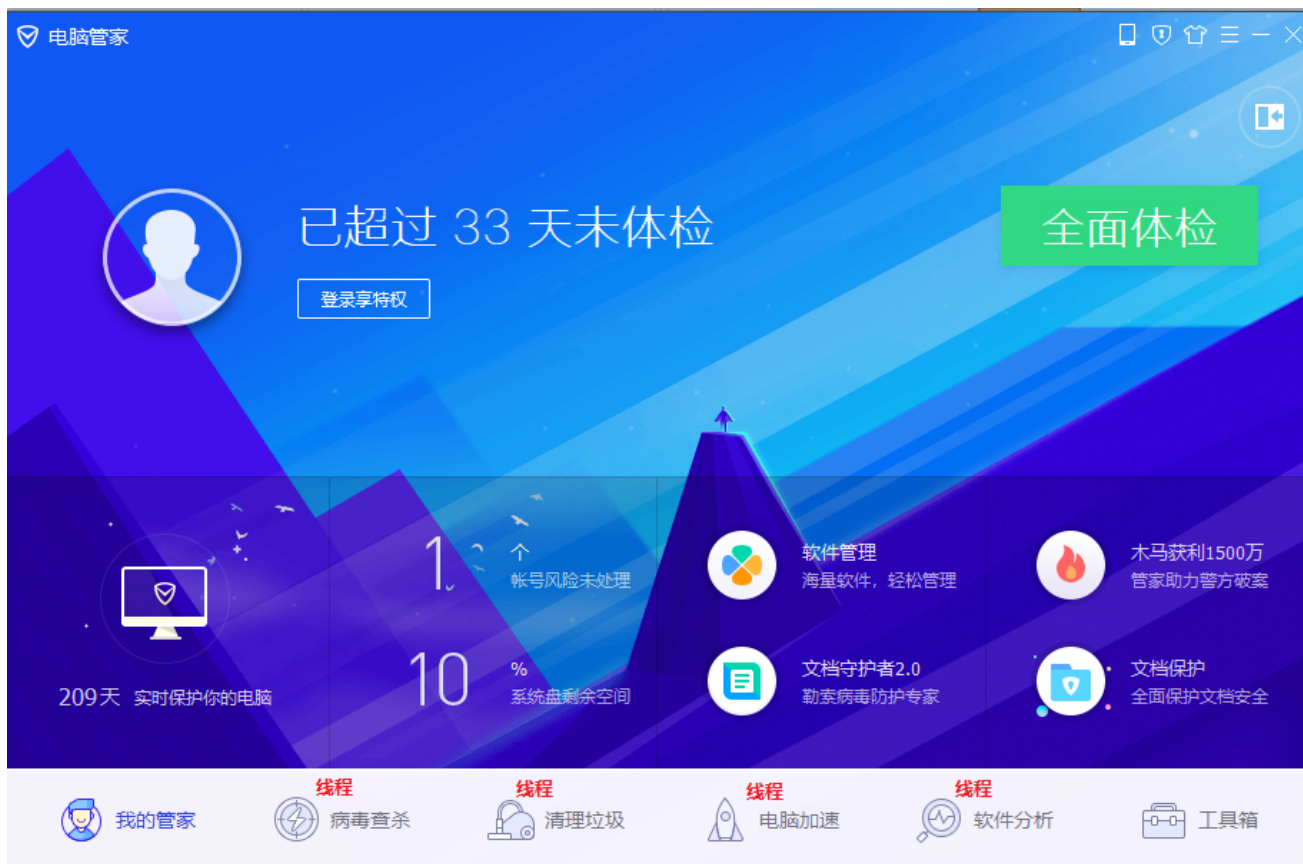 电脑管家
已超过 33 天未体检
全面体检
登录享特权
1 个
帐号风险未处理
10 %
系统盘剩余空间
209天 实时保护你的电脑
软件管理
海量软件，轻松管理
木马获利1500万
管家助力警方破案
文档守护者2.0
勒索病毒防护专家
文档保护
全面保护文档安全
线程 线程 线程 线程
我的管家 病毒查杀 清理垃圾 电脑加速 软件分析 工具箱